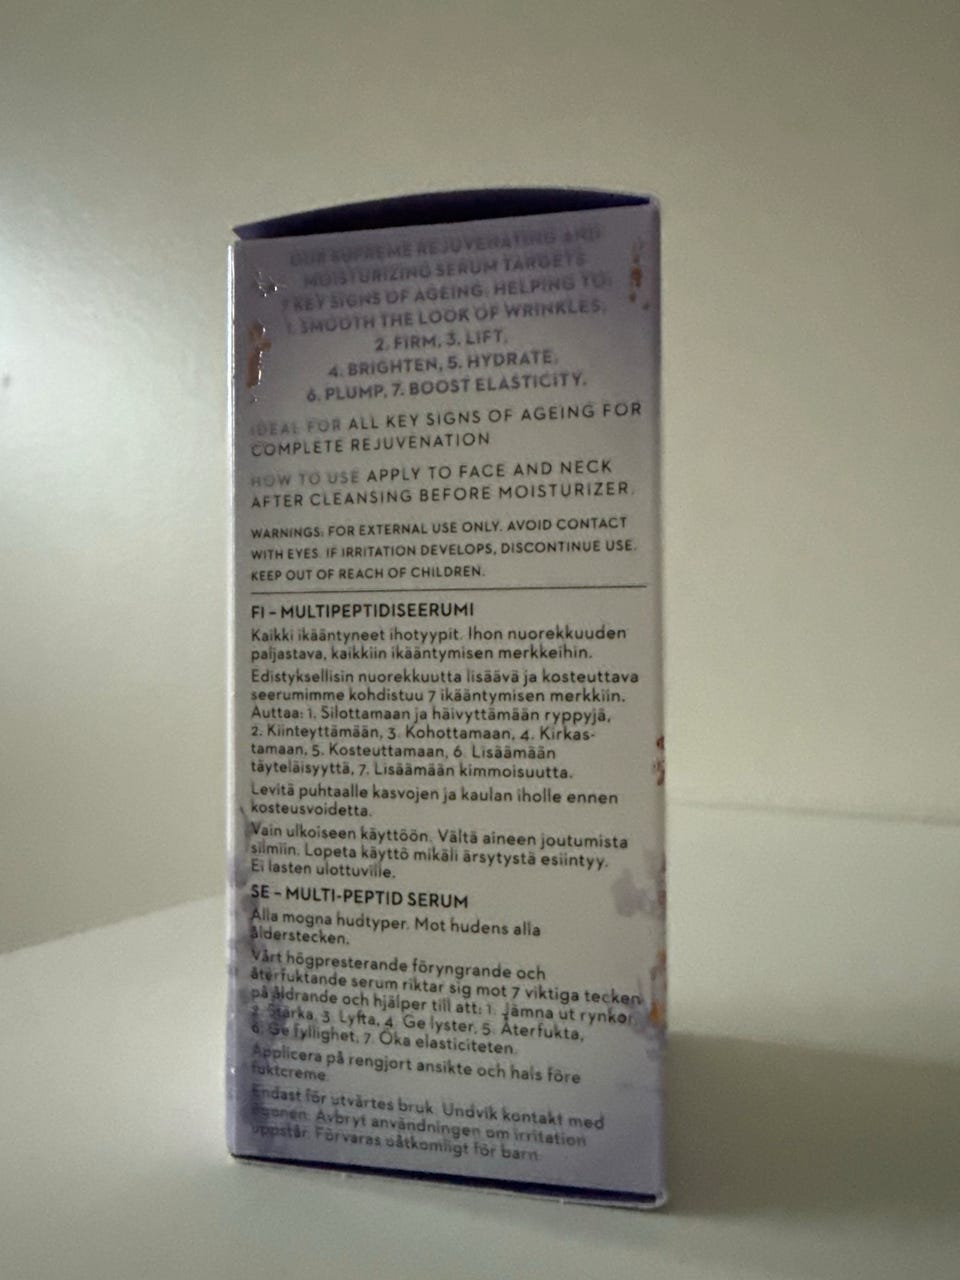 OUR SUPREME REJUVENATING AND
MOISTURIZING SERUM TARGETS
7 KEY SIGNS OF AGEING, HELPING TO:
1. SMOOTH THE LOOK OF WRINKLES,
2. FIRM, 3. LIFT,
4. BRIGHTEN, 5. HYDRATE,
6. PLUMP, 7. BOOST ELASTICITY.
IDEAL FOR ALL KEY SIGNS OF AGEING FOR
COMPLETE REJUVENATION
HOW TO USE APPLY TO FACE AND NECK
AFTER CLEANSING BEFORE MOISTURIZER.
WARNINGS: FOR EXTERNAL USE ONLY. AVOID CONTACT
WITH EYES. IF IRRITATION DEVELOPS, DISCONTINUE USE.
KEEP OUT OF REACH OF CHILDREN.
FI – MULTIPEPTIDISEERUMI
Kaikki ikääntyneet ihotyypit. Ihon nuorekkuuden
paljastava, kaikkiin ikääntymisen merkkeihin.
Edistyksellisin nuorekkuutta lisäävä ja kosteuttava
seerumimme kohdistuu 7 ikääntymisen merkkiin.
Auttaa: 1. Silottamaan ja häivyttämään ryppyjä,
2. Kiinteyttämään, 3. Kohottamaan, 4. Kirkas-
tamaan, 5. Kosteuttamaan, 6. Lisäämään
täyteläisyyttä, 7. Lisäämään kimmoisuutta.
Levitä puhtaalle kasvojen ja kaulan iholle ennen
kosteusvoidetta.
Vain ulkoiseen käyttöön. Vältä aineen joutumista
silmiin. Lopeta käyttö mikäli ärsytystä esiintyy.
Ei lasten ulottuville.
SE – MULTI-PEPTID SERUM
Alla mogna hudtyper. Mot hudens alla
ålderstecken.
Vårt högpresterande föryngrande och
återfuktande serum riktar sig mot 7 viktiga tecken
på åldrande och hjälper till att: 1. Jämna ut rynkor,
2. Stärka, 3. Lyfta, 4. Ge lyster, 5. Återfukta,
6. Ge fyllighet, 7. Öka elasticiteten.
Applicera på rengjort ansikte och hals före
fuktcreme.
Endast för utvärtes bruk. Undvik kontakt med
ögonen. Avbryt användningen om irritation
uppstår. Förvaras oåtkomligt för barn.